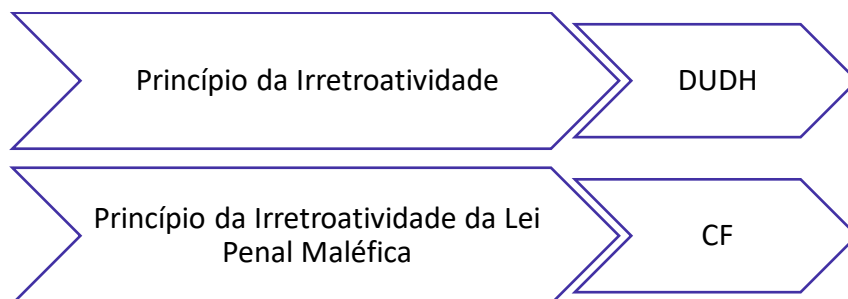 Princípio da Irretroatividade
DUDH
Princípio da Irretroatividade da Lei
Penal Maléfica
CF